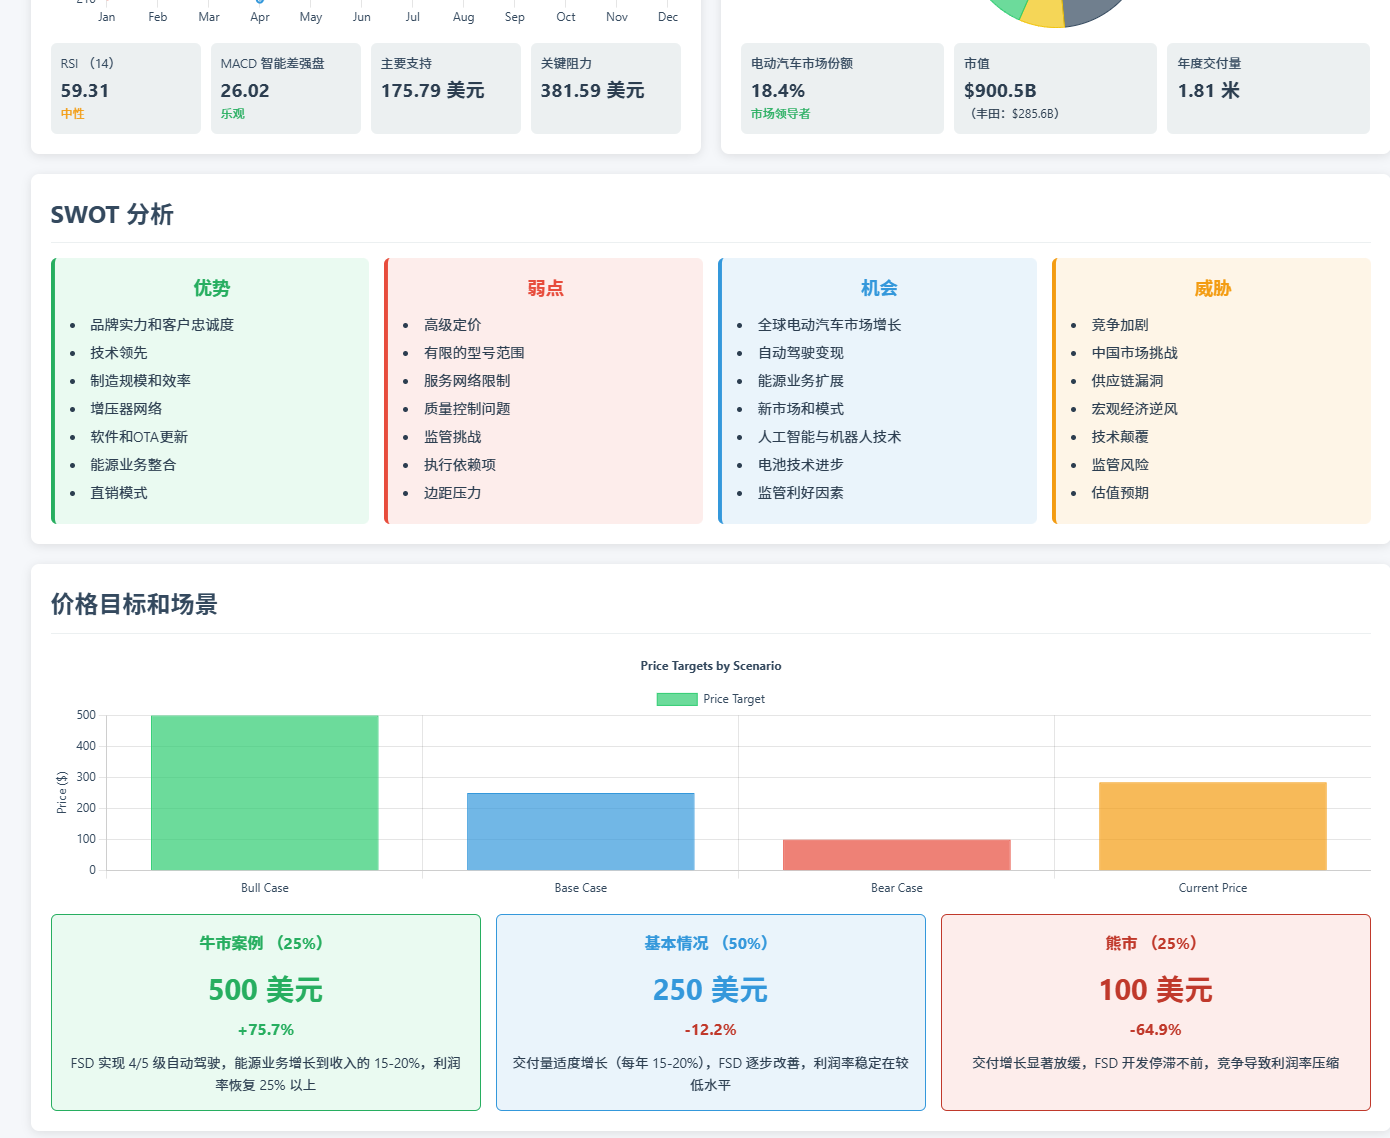 Jan Feb Mar Apr May Jun Jul Aug Sep Oct Nov Dec
RSI （14）
59.31
中性
MACD 智能差强盘
26.02
乐观
主要支持
175.79 美元
关键阻力
381.59 美元
电动汽车市场份额
18.4%
市场领导者
市值
$900.5B
（丰田：$285.6B）
年度交付量
1.81 米
SWOT 分析
优势
品牌实力和客户忠诚度
技术领先
制造规模和效率
增压器网络
软件和OTA更新
能源业务整合
直销模式
弱点
高级定价
有限的型号范围
服务网络限制
质量控制问题
监管挑战
执行依赖项
边距压力
机会
全球电动汽车市场增长
自动驾驶变现
能源业务扩展
新市场和模式
人工智能与机器人技术
电池技术进步
监管利好因素
威胁
竞争加剧
中国市场挑战
供应链漏洞
宏观经济逆风
技术颠覆
监管风险
估值预期
价格目标和场景
Price Targets by Scenario
Price Target
Price ($)
500
400
300
200
100
0
Bull Case Base Case Bear Case Current Price
牛市案例 （25%）
500 美元
+75.7%
FSD 实现 4/5 级自动驾驶，能源业务增长到收入的 15-20%，利润
率恢复 25% 以上
基本情况 （50%）
250 美元
-12.2%
交付量适度增长（每年 15-20%），FSD 逐步改善，利润率稳定在较
低水平
熊市 （25%）
100 美元
-64.9%
交付增长显著放缓，FSD 开发停滞不前，竞争导致利润率压缩